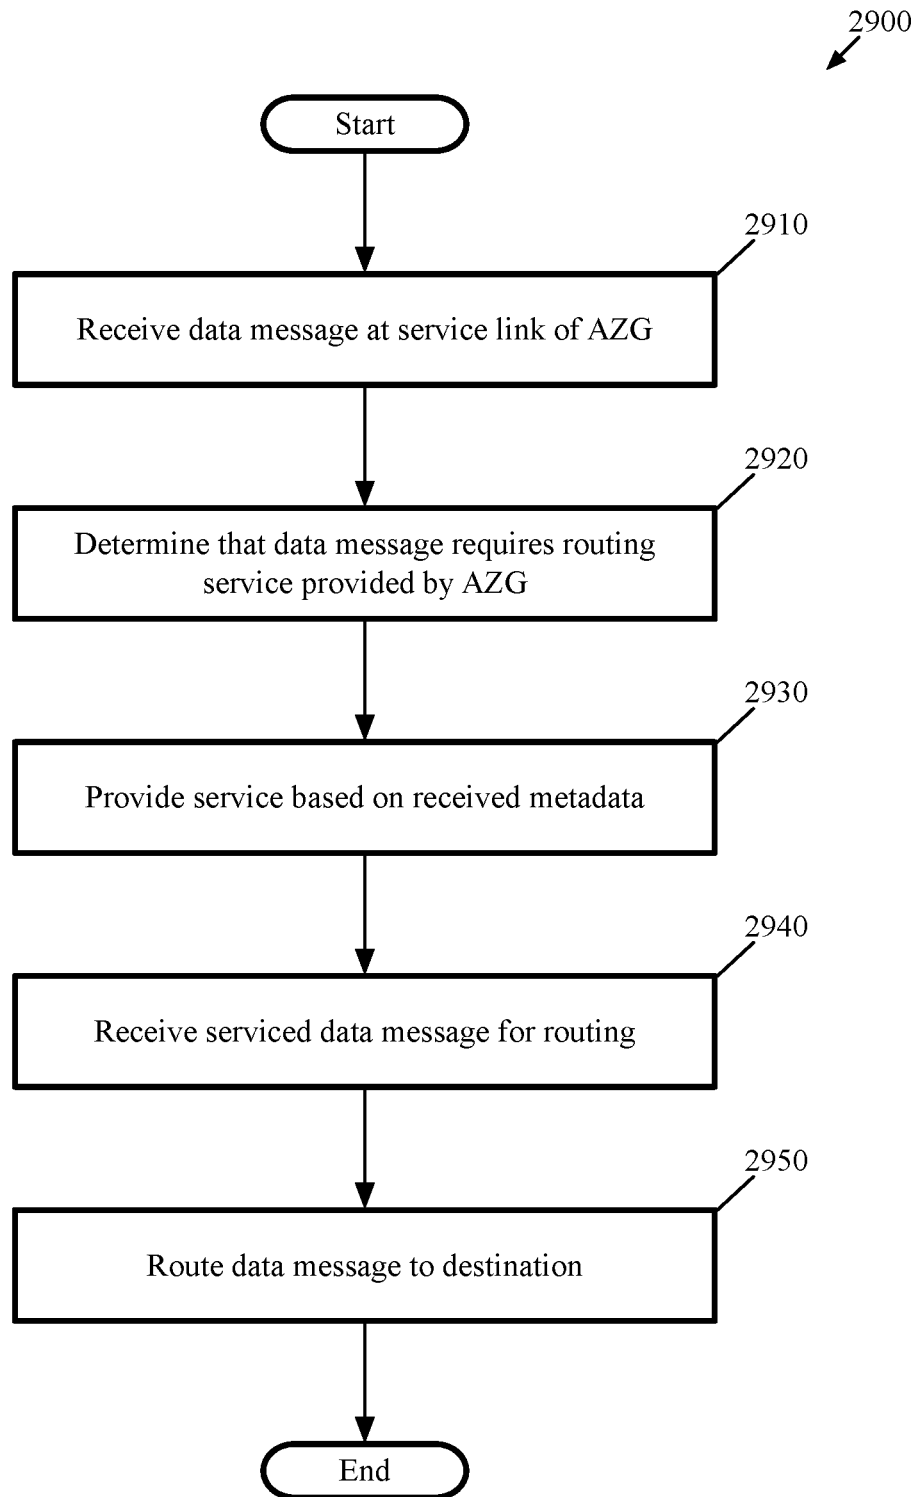 2900
Start
2910
Receive data message at service link of AZG
2920
Determine that data message requires routing
service provided by AZG
2930
Provide service based on received metadata
2940
Receive serviced data message for routing
2950
Route data message to destination
End